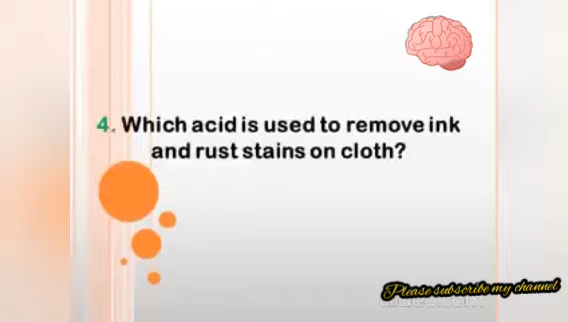 4. Which acid is used to remove ink
and rust stains on cloth?
Please subscribe my channel